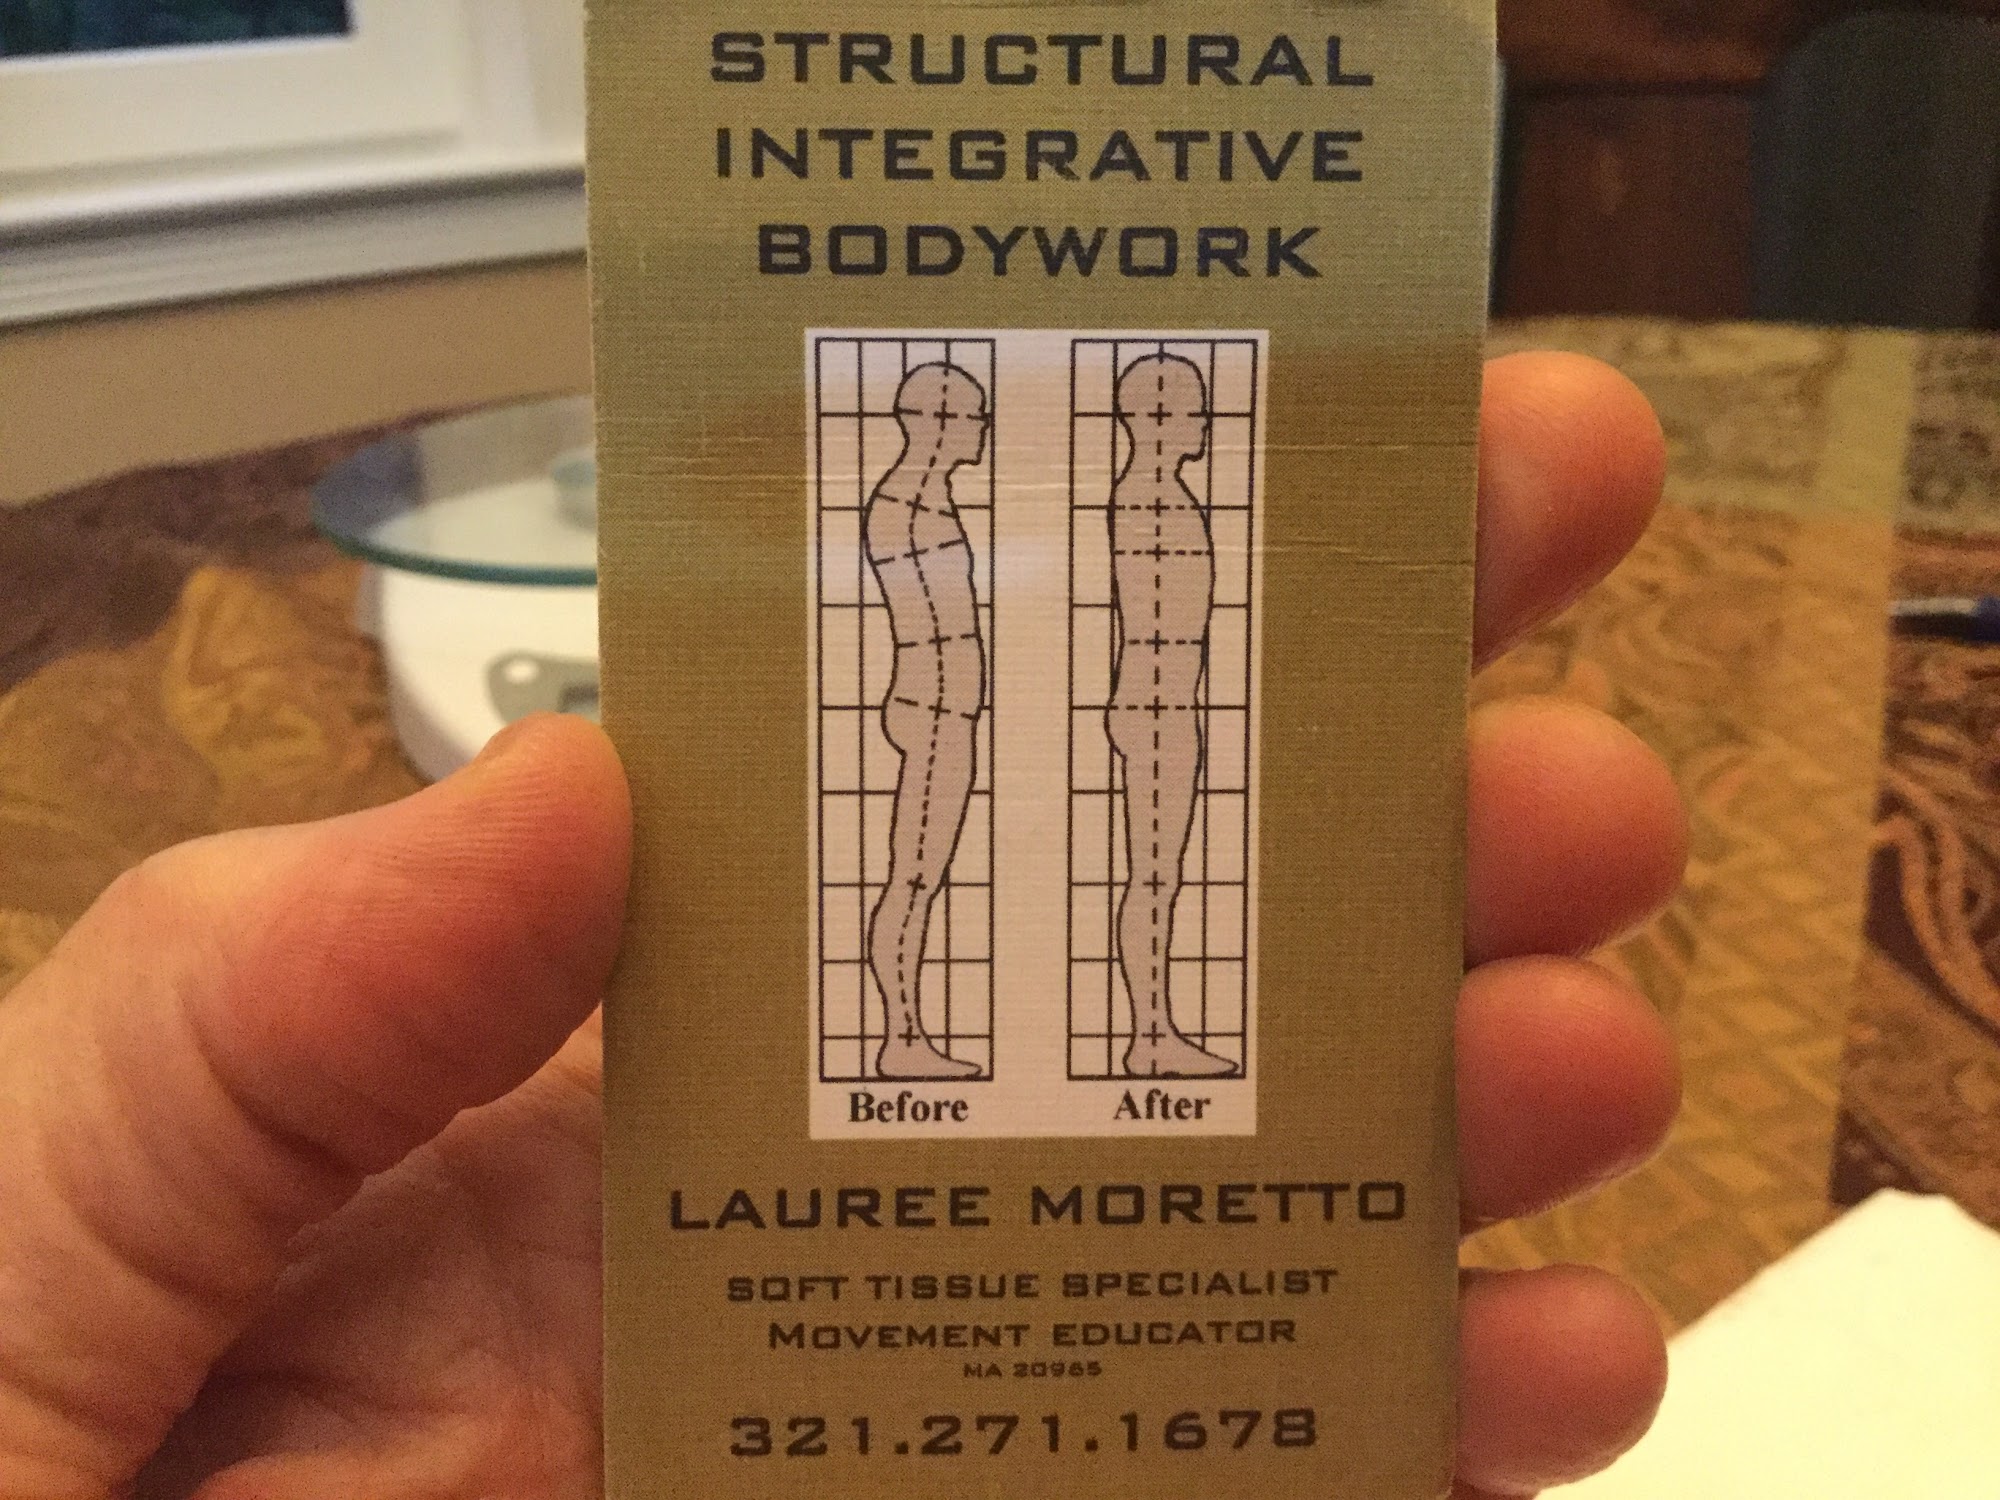 STRUCTURAL
INTEGRATIVE
BODYWORK
Before After
LAUREE MORETTO
SOFT TISSUE SPECIALIST
MOVEMENT EDUCATOR
MA 20965
321.271.1678